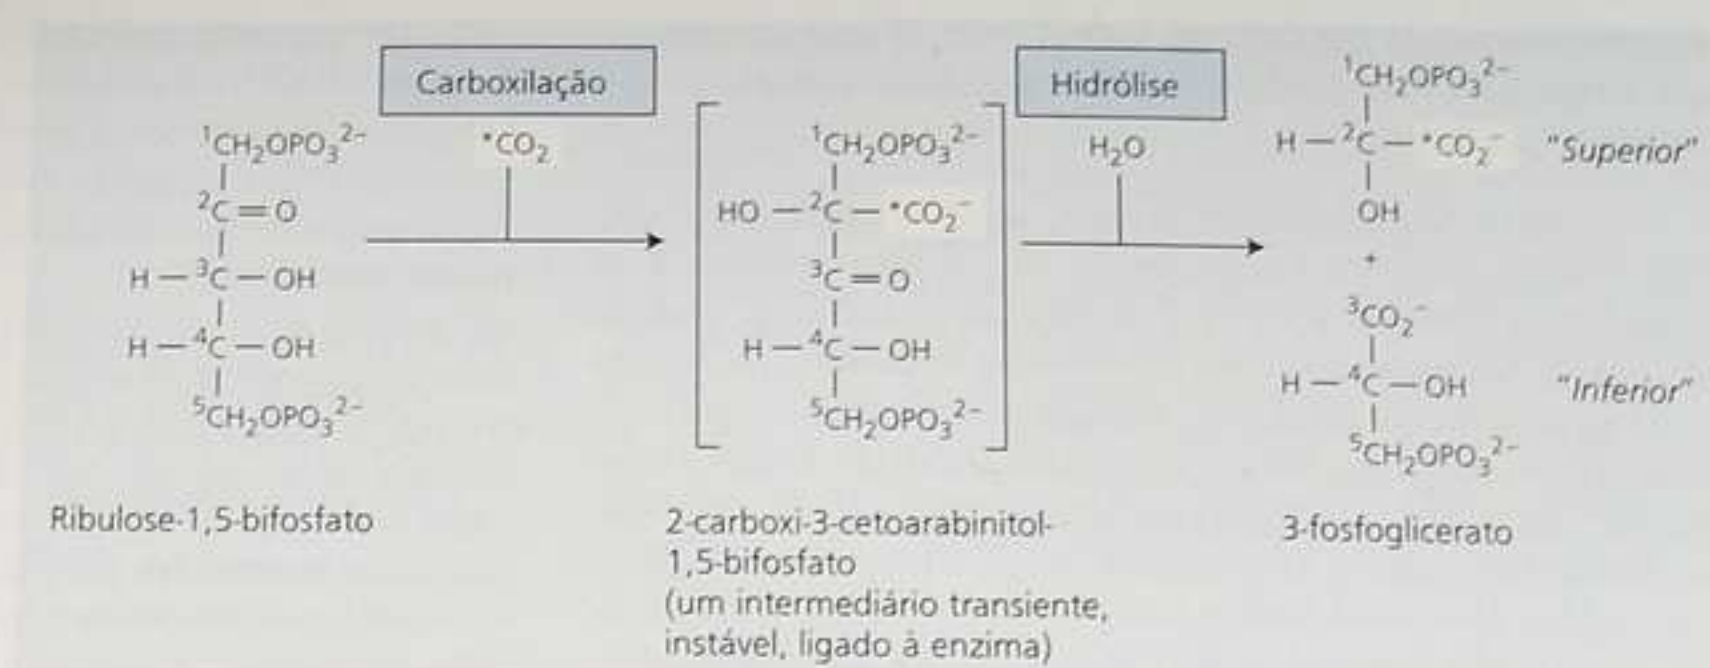 Carboxilação
Hidrólise
¹CH₂OPO₃²⁻
²C=O
H—³C—OH
H—⁴C—OH
⁵CH₂OPO₃²⁻
•CO₂
¹CH₂OPO₃²⁻
HO—²C—•CO₂⁻
³C=O
H—⁴C—OH
⁵CH₂OPO₃²⁻
H₂O
¹CH₂OPO₃²⁻
H—²C—•CO₂⁻ "Superior"
OH
+
³CO₂⁻
H—⁴C—OH "Inferior"
⁵CH₂OPO₃²⁻
Ribulose-1,5-bifosfato
2-carboxi-3-cetoarabinitol-
1,5-bifosfato
(um intermediário transiente,
instável, ligado à enzima)
3-fosfoglicerato